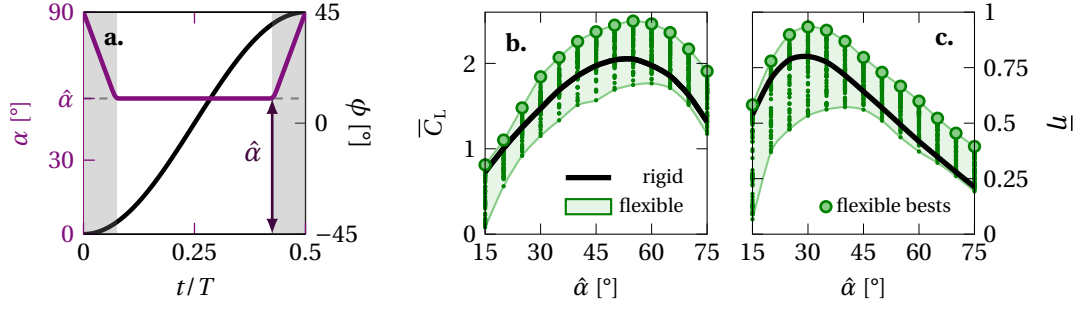 a.
90
α̂
30
0
α [°]
45
0
−45
ϕ [°]
α̂
0
0.25
0.5
t/T
b.
2
1
0
C̅_L
rigid
flexible
15
30
45
60
75
α̂ [°]
c.
1
0.75
0.5
0.25
0
η̅
flexible bests
15
30
45
60
75
α̂ [°]